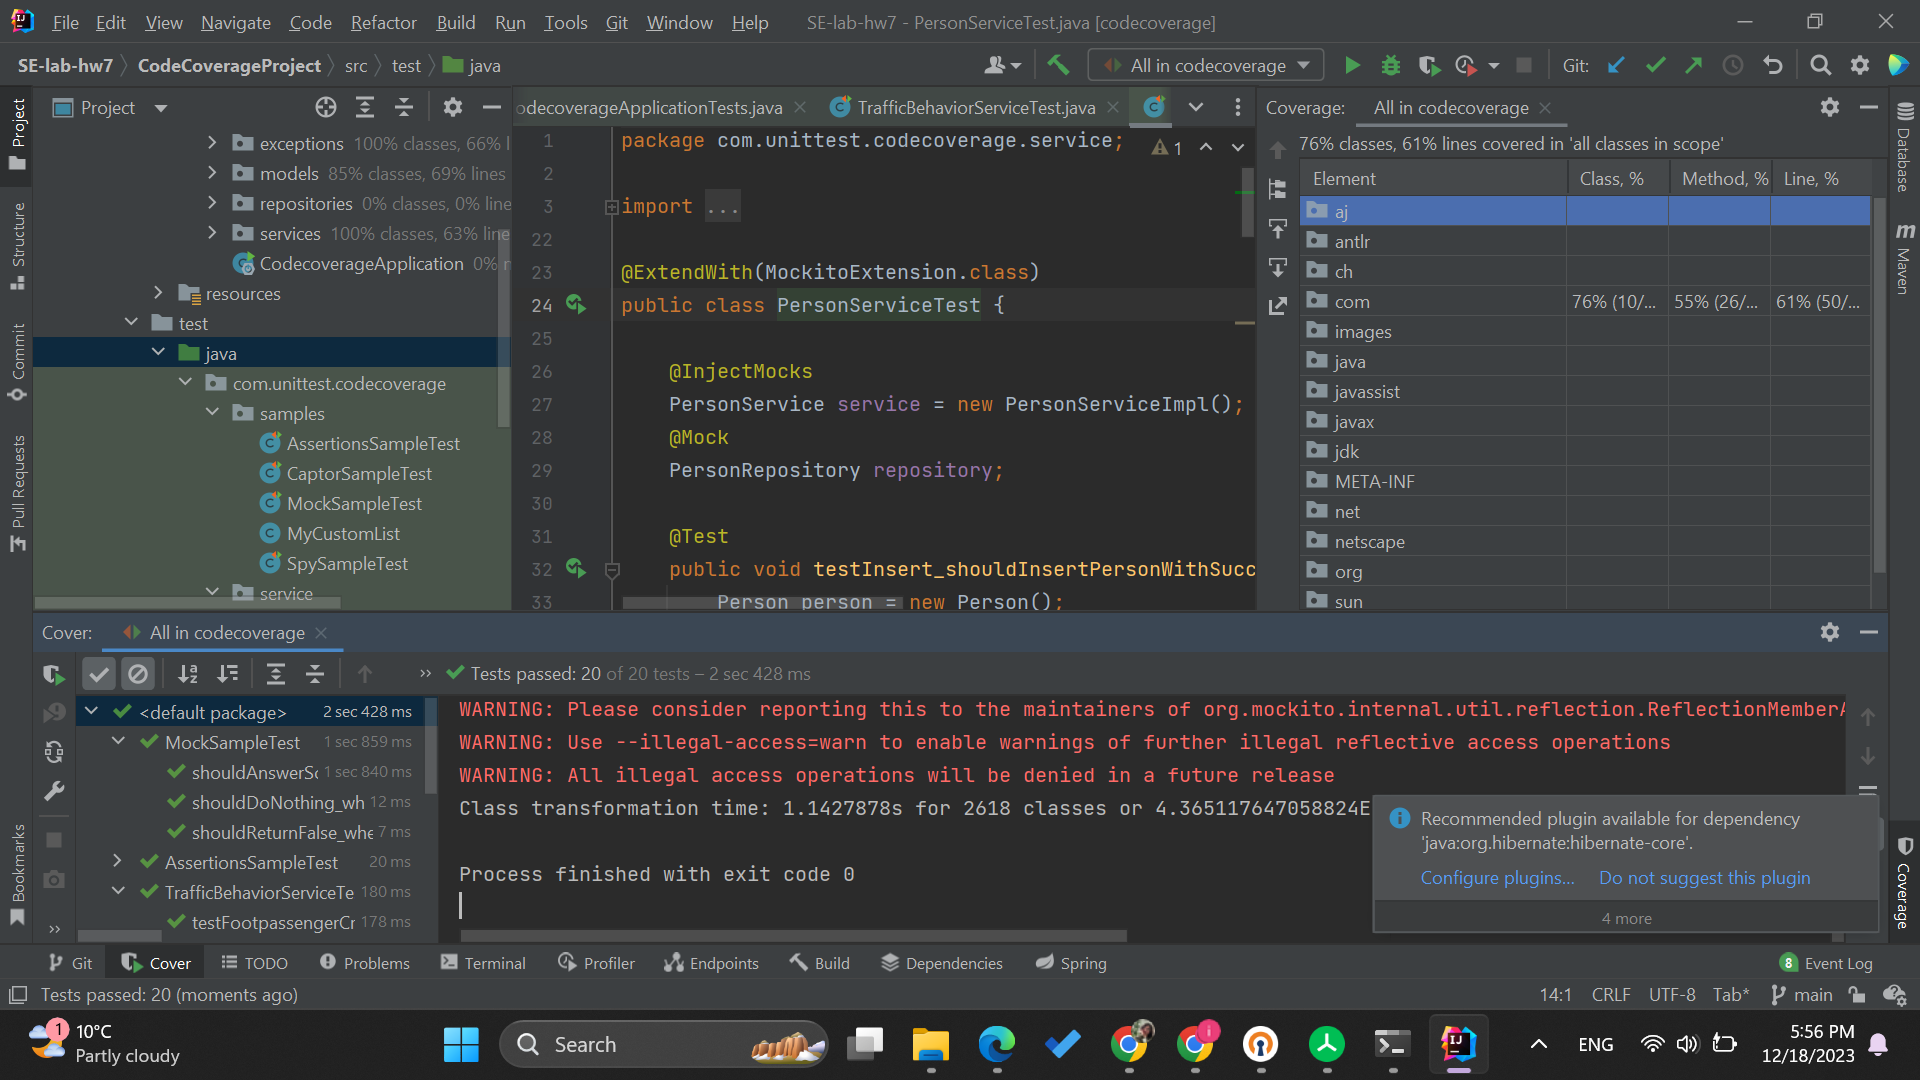 File Edit View Navigate Code Refactor Build Run Tools Git Window Help SE-lab-hw7 - PersonServiceTest.java [codecoverage]
SE-lab-hw7 CodeCoverageProject src test java All in codecoverage Git:
Project
Structure
Commit
Pull Requests
Bookmarks
Project
exceptions 100% classes, 66% l
models 85% classes, 69% lines
repositories 0% classes, 0% line
services 100% classes, 63% line
CodecoverageApplication 0%
resources
test
java
com.unittest.codecoverage
samples
AssertionsSampleTest
CaptorSampleTest
MockSampleTest
MyCustomList
SpySampleTest
service
odecoverageApplicationTests.java TrafficBehaviorServiceTest.java
1 package com.unittest.codecoverage.service; 1
2
3 import ...
22
23 @ExtendWith(MockitoExtension.class)
24 public class PersonServiceTest {
25
26 @InjectMocks
27 PersonService service = new PersonServiceImpl();
28 @Mock
29 PersonRepository repository;
30
31 @Test
32 public void testInsert_shouldInsertPersonWithSucc
33 Person person = new Person();
Coverage: All in codecoverage
76% classes, 61% lines covered in 'all classes in scope'
Element Class, % Method, % Line, %
aj
antlr
ch
com 76% (10/... 55% (26/... 61% (50/...
images
java
javassist
javax
jdk
META-INF
net
netscape
org
sun
Database
Maven
Coverage
Cover: All in codecoverage
Tests passed: 20 of 20 tests – 2 sec 428 ms
<default package> 2 sec 428 ms
MockSampleTest 1 sec 859 ms
shouldAnswerSc 1 sec 840 ms
shouldDoNothing_wh 12 ms
shouldReturnFalse_whe 7 ms
AssertionsSampleTest 20 ms
TrafficBehaviorServiceTe 180 ms
testFootpassengerCr 178 ms
WARNING: Please consider reporting this to the maintainers of org.mockito.internal.util.reflection.ReflectionMemberA
WARNING: Use --illegal-access=warn to enable warnings of further illegal reflective access operations
WARNING: All illegal access operations will be denied in a future release
Class transformation time: 1.1427878s for 2618 classes or 4.365117647058824E
Process finished with exit code 0
Recommended plugin available for dependency
'java:org.hibernate:hibernate-core'.
Configure plugins... Do not suggest this plugin
4 more
Git Cover TODO Problems Terminal Profiler Endpoints Build Dependencies Spring 8 Event Log
Tests passed: 20 (moments ago) 14:1 CRLF UTF-8 Tab* main
1 10°C
Partly cloudy
Search
ENG
5:56 PM
12/18/2023